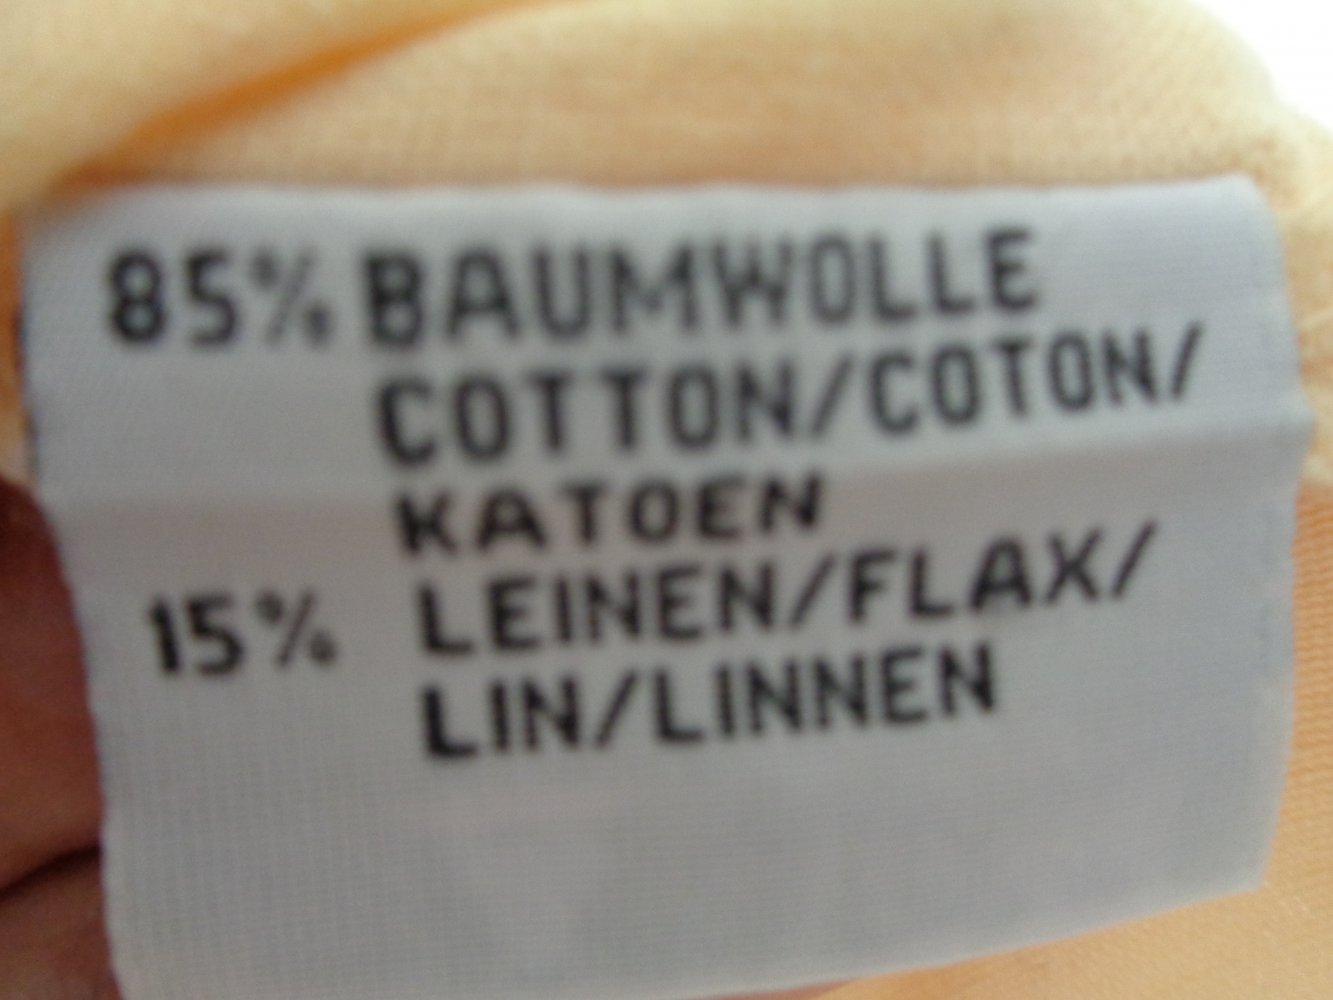 85% BAUMWOLLE
COTTON/COTON/
KATOEN
15% LEINEN/FLAX/
LIN/LINNEN